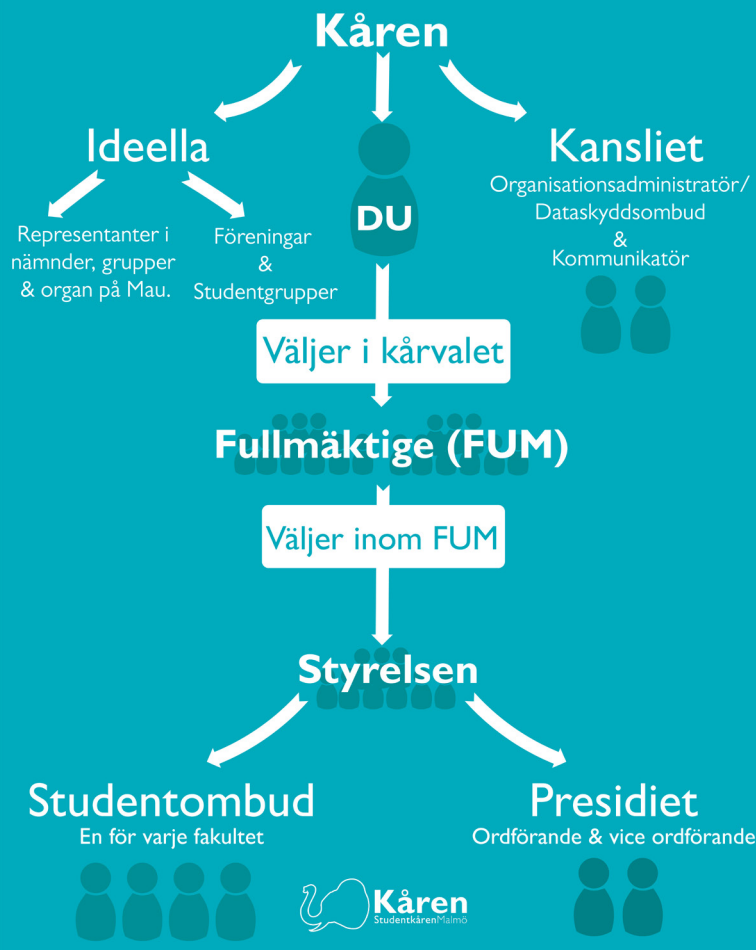 Kåren
Ideella
Representanter i
nämnder, grupper
& organ på Mau.
Föreningar
&
Studentgrupper
DU
Kansliet
Organisationsadministratör/
Dataskyddsombud
&
Kommunikatör
Väljer i kårvalet
Fullmäktige (FUM)
Väljer inom FUM
Styrelsen
Studentombud
En för varje fakultet
Presidiet
Ordförande & vice ordförande
Kåren
StudentkårenMalmö